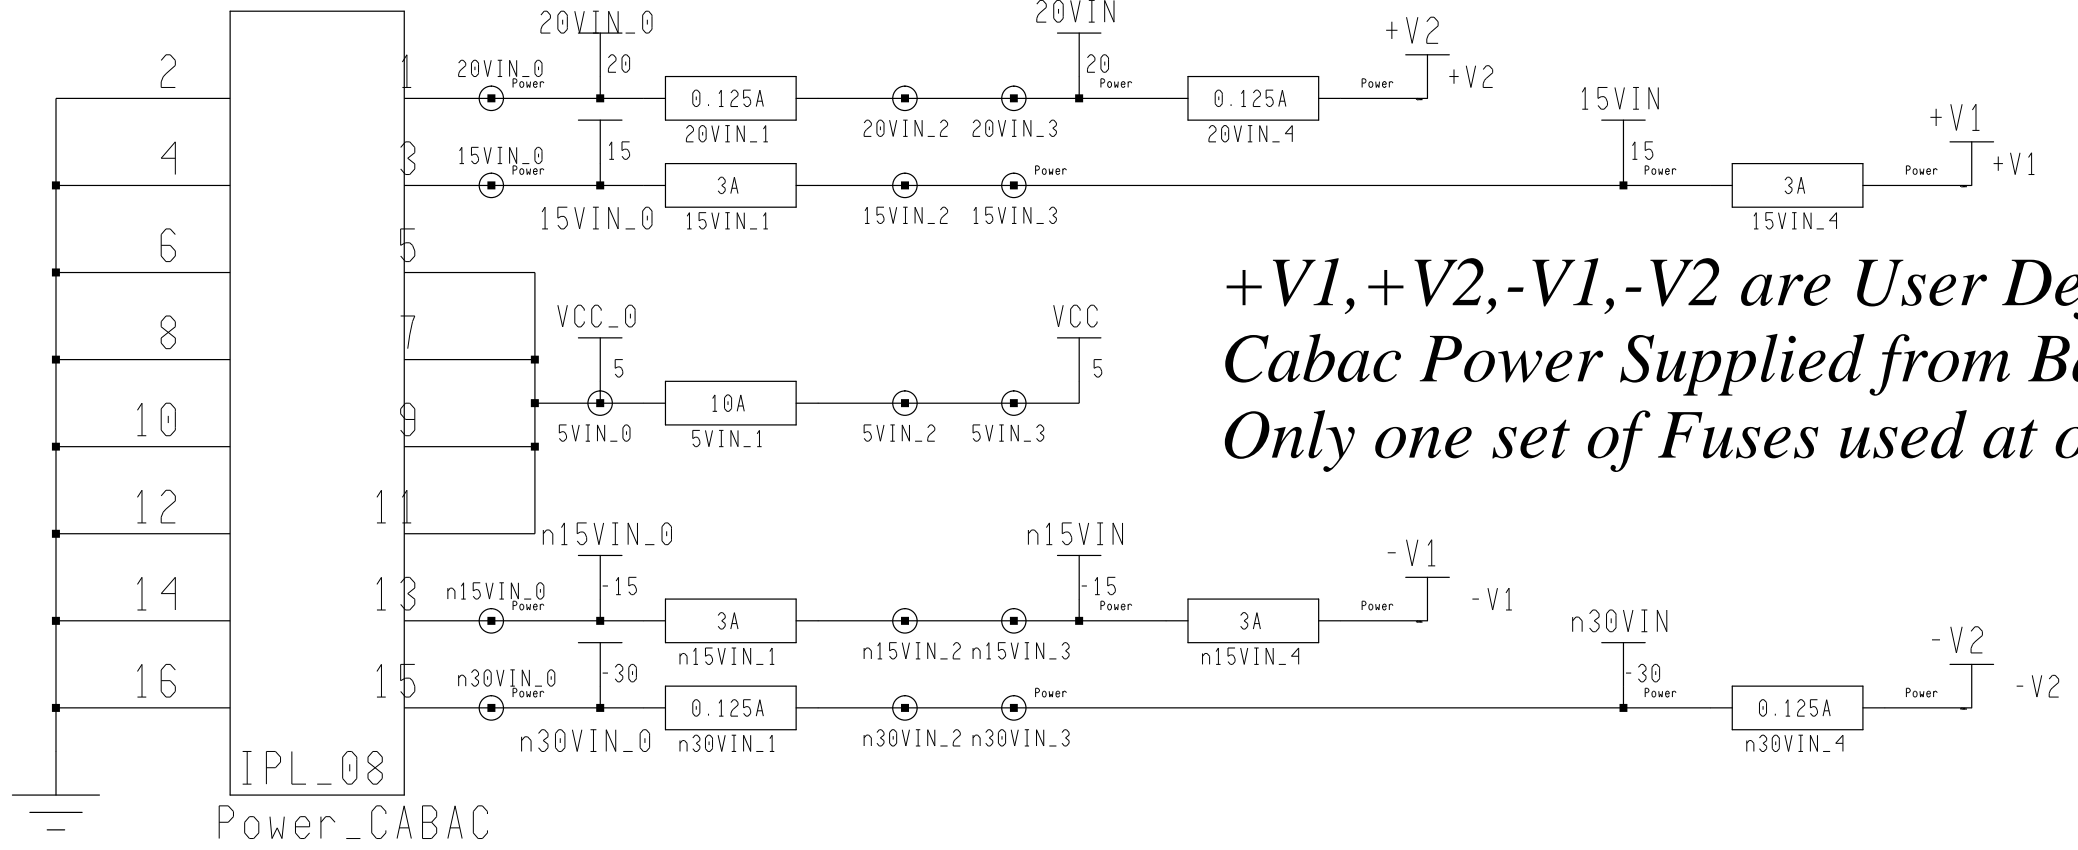 20VIN_0
20VIN
+V2
2
1
20VIN_0
Power
20
20
Power
Power
+V2
0.125A
0.125A
15VIN
+V1
20VIN_1
20VIN_2
20VIN_3
20VIN_4
4
3
15VIN_0
Power
15
Power
15
Power
Power
+V1
3A
3A
15VIN_0
15VIN_1
15VIN_2
15VIN_3
15VIN_4
6
5
+V1,+V2,-V1,-V2 are User
8
7
VCC_0
VCC
5
5
Cabac Power Supplied from
10
9
10A
5VIN_0
5VIN_1
5VIN_2
5VIN_3
Only one set of Fuses used at
12
11
n15VIN_0
n15VIN
-V1
14
13
n15VIN_0
Power
-15
-15
Power
Power
-V1
3A
3A
n30VIN
-V2
n15VIN_1
n15VIN_2
n15VIN_3
n15VIN_4
16
15
n30VIN_0
Power
-30
Power
-30
Power
Power
-V2
0.125A
0.125A
n30VIN_0
n30VIN_1
n30VIN_2
n30VIN_3
n30VIN_4
IPL_08
Power_CABAC